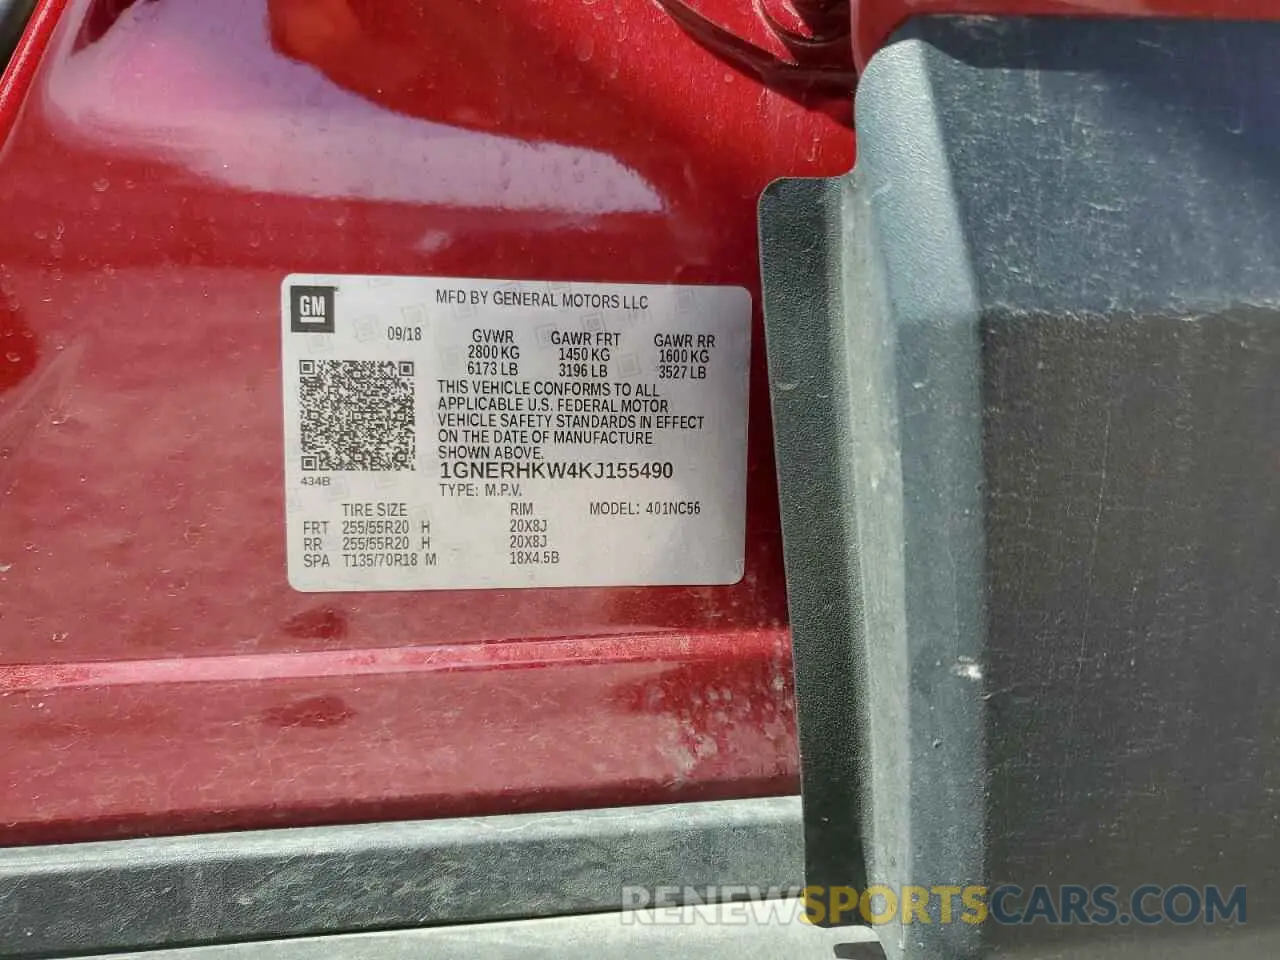 GM
MFD BY GENERAL MOTORS LLC
09/18
GVWR GAWR FRT GAWR RR
2800 KG 1450 KG 1600 KG
6173 LB 3196 LB 3527 LB
THIS VEHICLE CONFORMS TO ALL
APPLICABLE U.S. FEDERAL MOTOR
VEHICLE SAFETY STANDARDS IN EFFECT
ON THE DATE OF MANUFACTURE
SHOWN ABOVE.
1GNERHKW4KJ155490
434B
TYPE: M.P.V.
TIRE SIZE RIM MODEL: 401NC56
FRT 255/55R20 H 20X8J
RR 255/55R20 H 20X8J
SPA T135/70R18 M 18X4.5B
RENEWSPORTSCARS.COM